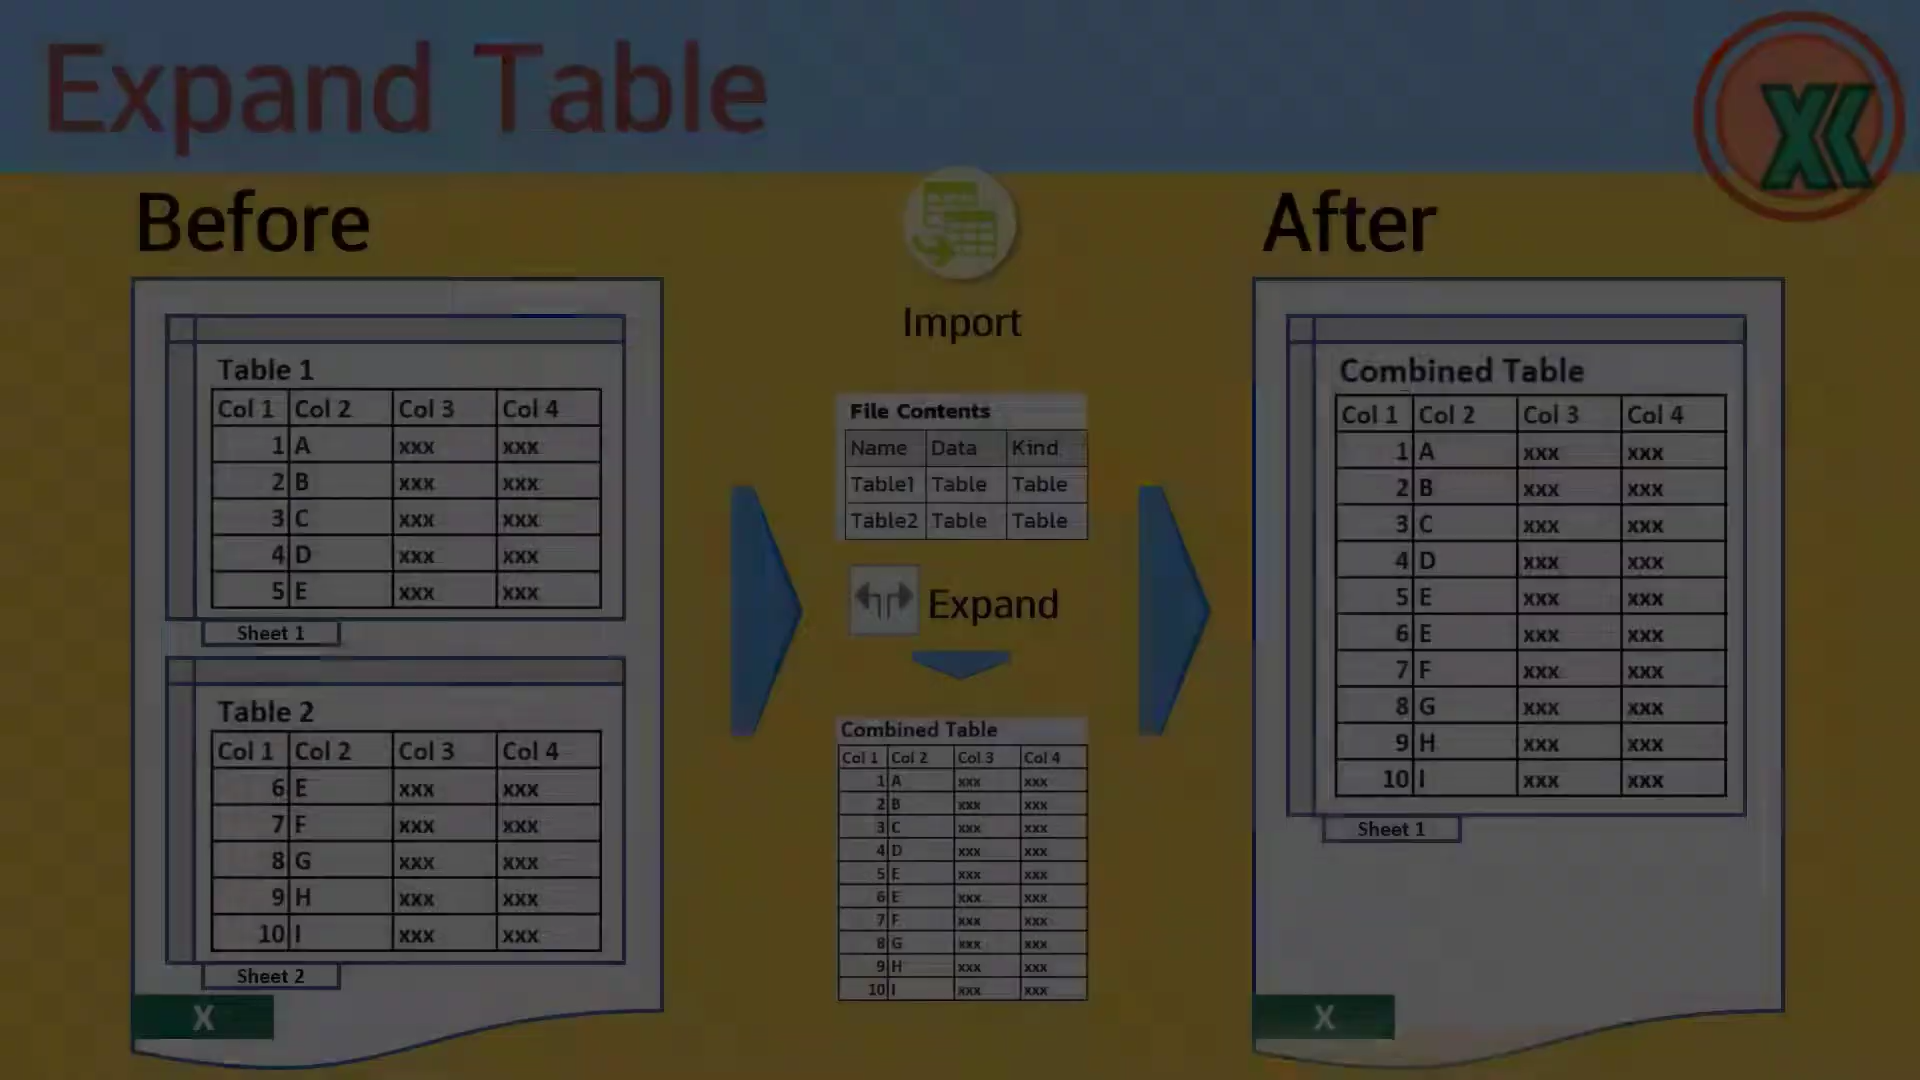 Expand Table
XK
Before
Table 1
Col 1 Col 2 Col 3 Col 4
1 A xxx xxx
2 B xxx xxx
3 C xxx xxx
4 D xxx xxx
5 E xxx xxx
Sheet 1
Table 2
Col 1 Col 2 Col 3 Col 4
6 E xxx xxx
7 F xxx xxx
8 G xxx xxx
9 H xxx xxx
10 I xxx xxx
Sheet 2
X
Import
File Contents
Name Data Kind
Table1 Table Table
Table2 Table Table
Expand
Combined Table
Col 1 Col 2 Col 3 Col 4
1 A xxx xxx
2 B xxx xxx
3 C xxx xxx
4 D xxx xxx
5 E xxx xxx
6 E xxx xxx
7 F xxx xxx
8 G xxx xxx
9 H xxx xxx
10 I xxx xxx
After
Combined Table
Col 1 Col 2 Col 3 Col 4
1 A xxx xxx
2 B xxx xxx
3 C xxx xxx
4 D xxx xxx
5 E xxx xxx
6 E xxx xxx
7 F xxx xxx
8 G xxx xxx
9 H xxx xxx
10 I xxx xxx
Sheet 1
X